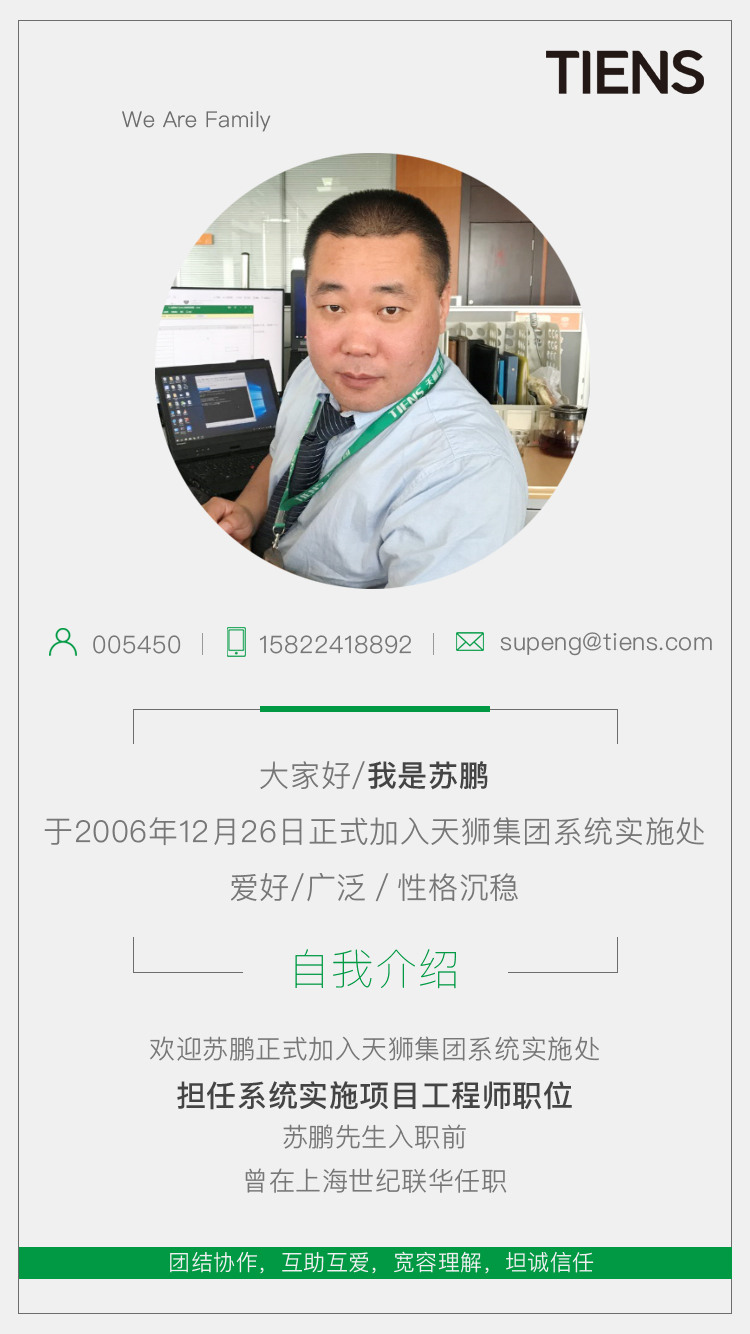 TIENS
We Are Family
TIENS 天狮
TIENS
005450 15822418892 supeng@tiens.com
大家好/我是苏鹏
于2006年12月26日正式加入天狮集团系统实施处
爱好/广泛 / 性格沉稳
自我介绍
欢迎苏鹏正式加入天狮集团系统实施处
担任系统实施项目工程师职位
苏鹏先生入职前
曾在上海世纪联华任职
团结协作，互助互爱，宽容理解，坦诚信任